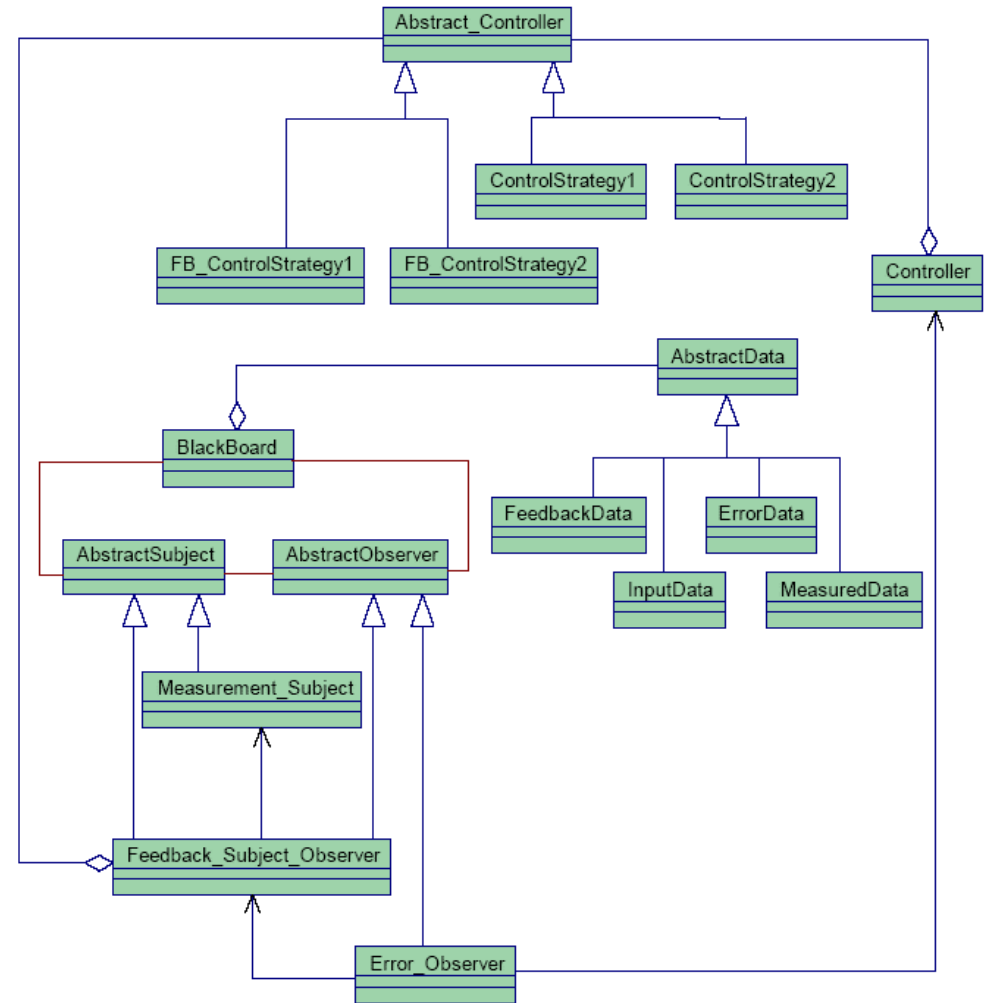 Abstract_Controller
ControlStrategy1
ControlStrategy2
FB_ControlStrategy1
FB_ControlStrategy2
Controller
AbstractData
BlackBoard
FeedbackData
ErrorData
AbstractSubject
AbstractObserver
InputData
MeasuredData
Measurement_Subject
Feedback_Subject_Observer
Error_Observer